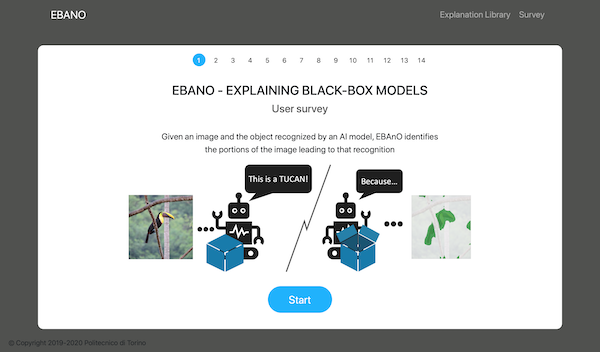 EBANO
Explanation Library Survey
1 2 3 4 5 6 7 8 9 10 11 12 13 14
EBANO - EXPLAINING BLACK-BOX MODELS
User survey
Given an image and the object recognized by an AI model, EBAnO identifies
the portions of the image leading to that recognition
This is a TUCAN!
Because...
Start
© Copyright 2019-2020 Politecnico di Torino